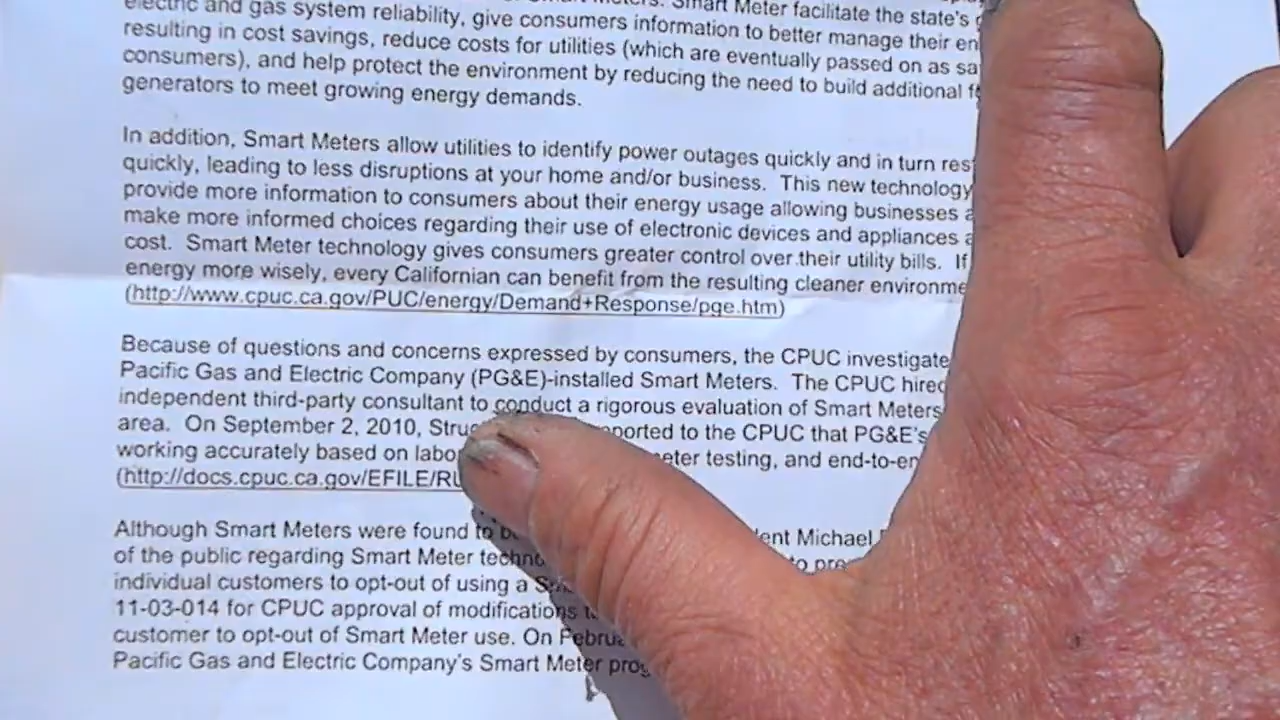 electric and gas system reliability, give consumers information to better manage their
resulting in cost savings, reduce costs for utilities (which are eventually passed on as
consumers), and help protect the environment by reducing the need to build additional
generators to meet growing energy demands.
In addition, Smart Meters allow utilities to identify power outages quickly and in turn
quickly, leading to less disruptions at your home and/or business. This new technology
provide more information to consumers about their energy usage allowing businesses
make more informed choices regarding their use of electronic devices and appliances
cost. Smart Meter technology gives consumers greater control over their utility bills. If
energy more wisely, every Californian can benefit from the resulting cleaner
(http://www.cpuc.ca.gov/PUC/energy/Demand+Response/pge.htm)
Because of questions and concerns expressed by consumers, the CPUC
Pacific Gas and Electric Company (PG&E)-installed Smart Meters. The CPUC hired
independent third-party consultant to conduct a rigorous evaluation of Smart Meters
area. On September 2, 2010, to the CPUC that PG&E's
working accurately based on testing, and
(http://docs.cpuc.ca.gov/EFILE/RU
Although Smart Meters were found to Michael
of the public regarding Smart Meter to
individual customers to opt-out of using a
11-03-014 for CPUC approval of modifications
customer to opt-out of Smart Meter use. On
Pacific Gas and Electric Company's Smart Meter